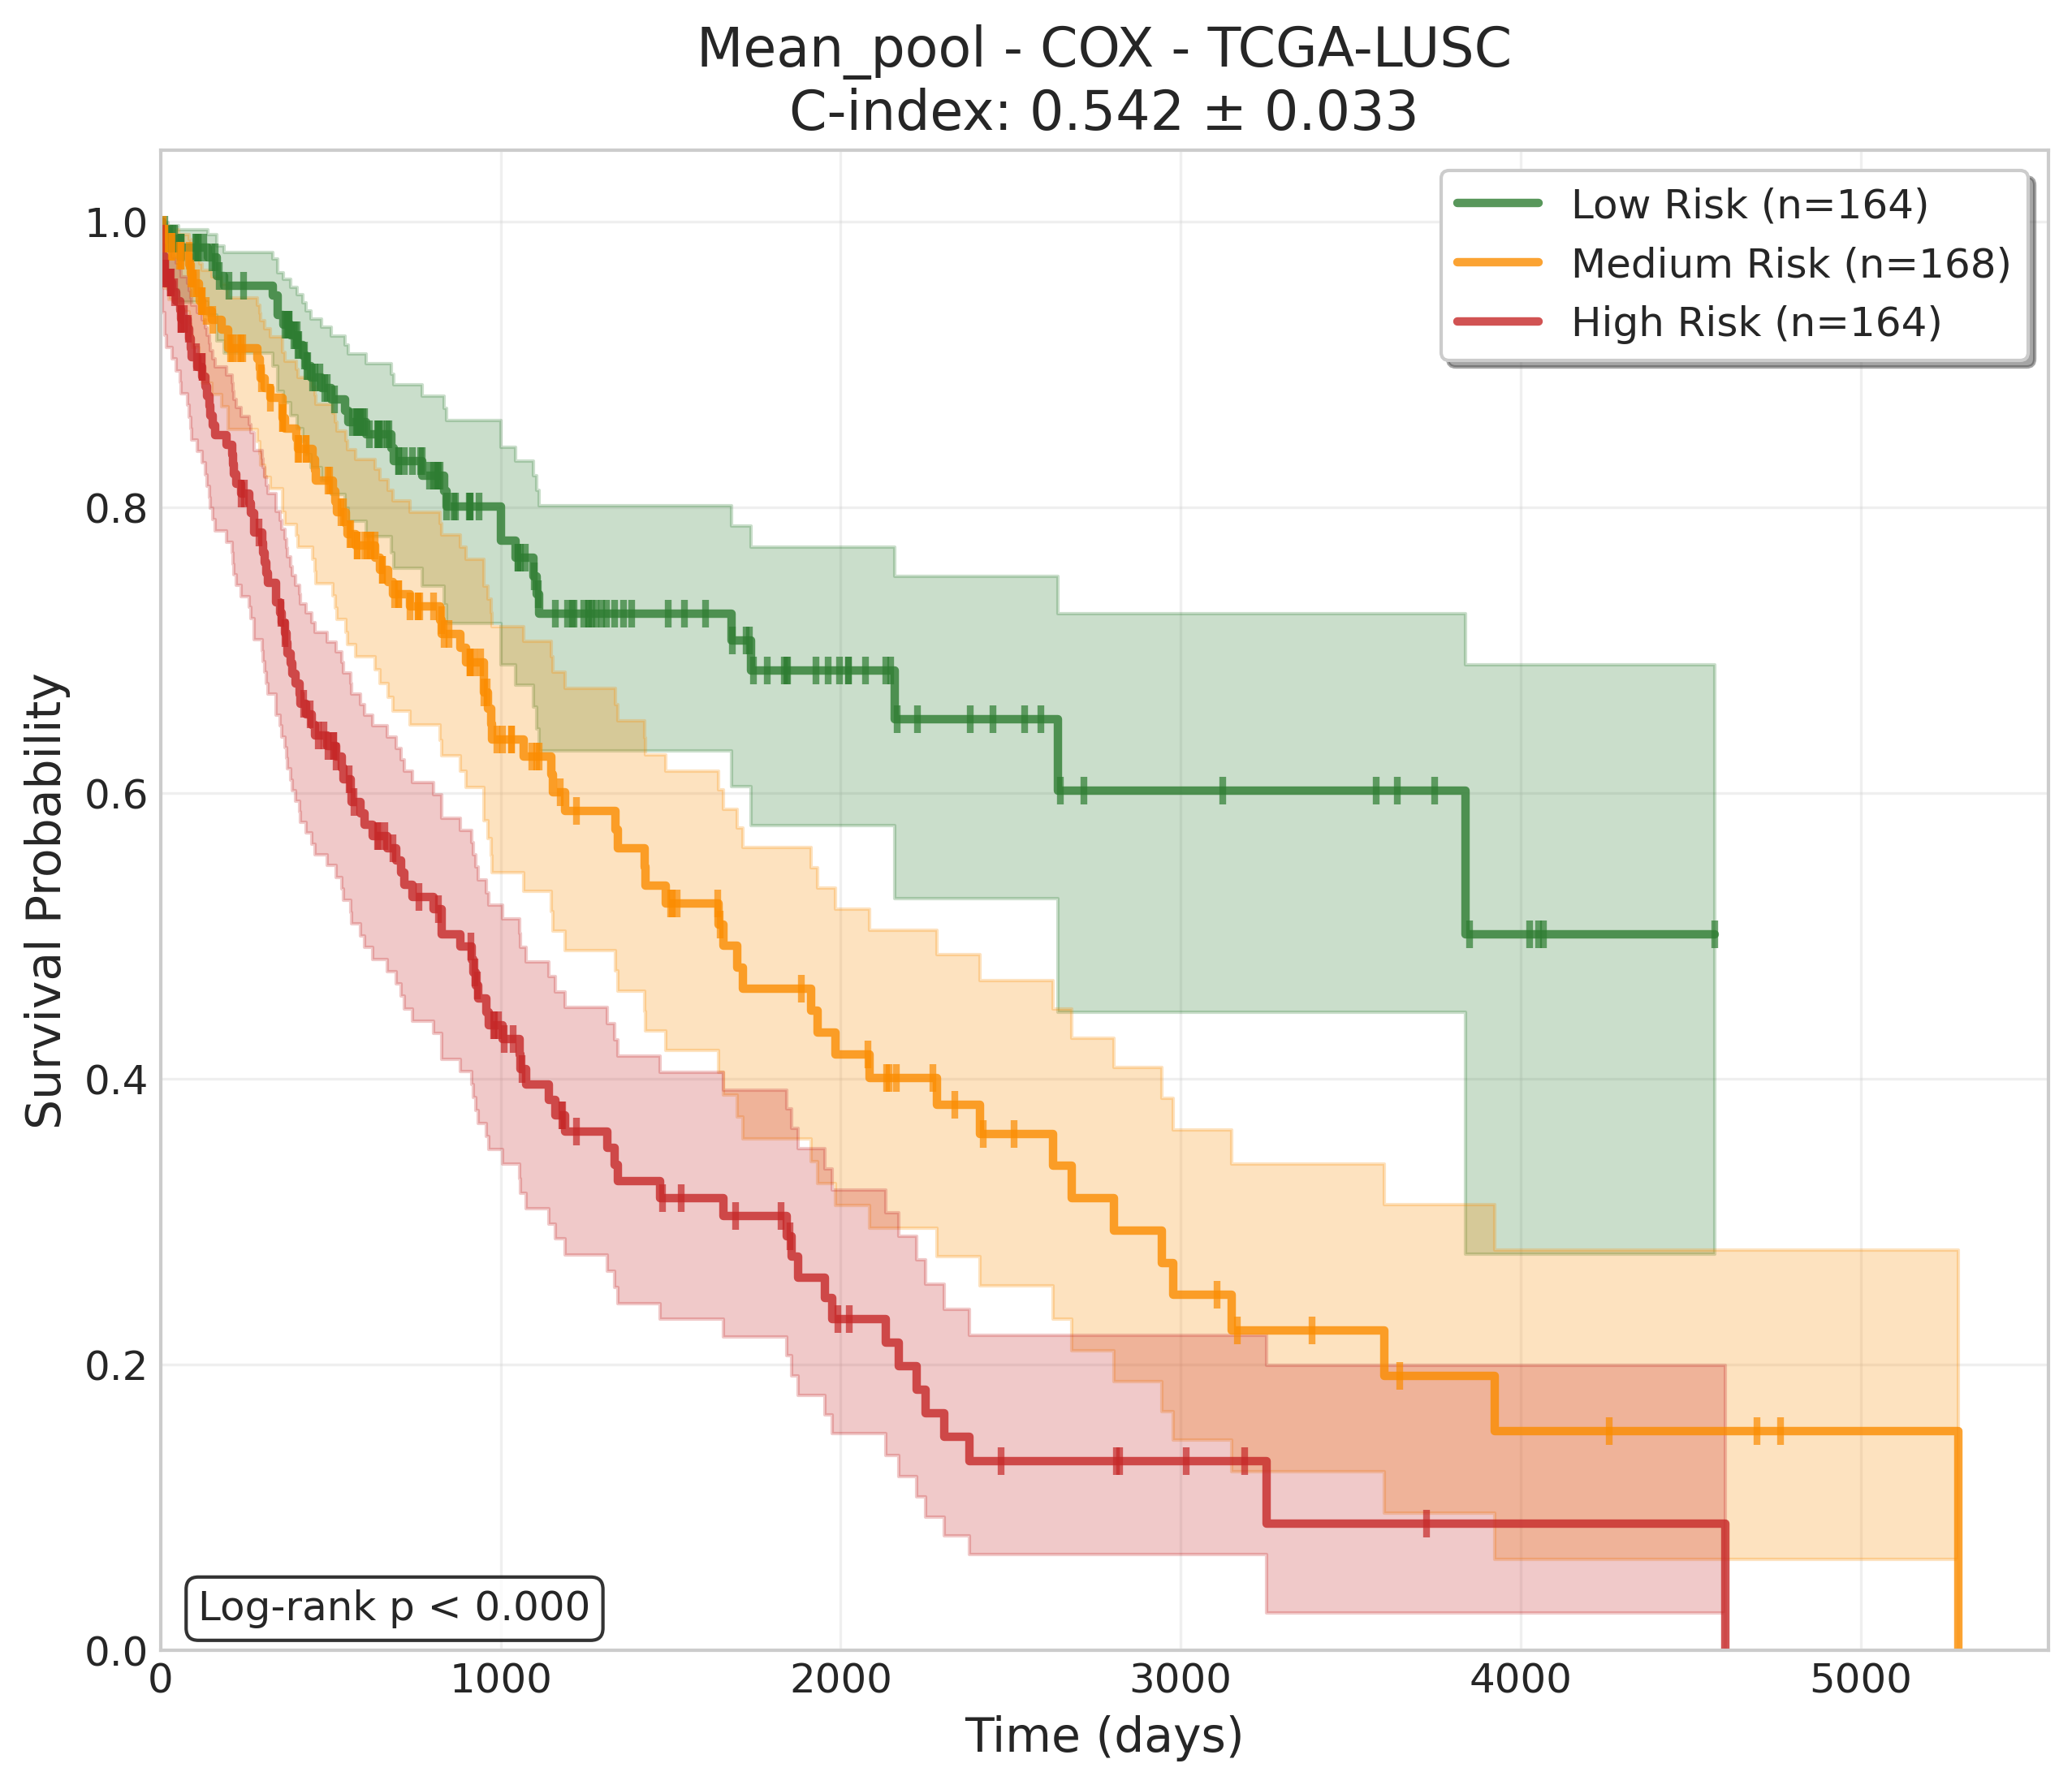 Mean_pool - COX - TCGA-LUSC
C-index: 0.542 ± 0.033
Low Risk (n=164)
Medium Risk (n=168)
High Risk (n=164)
Survival Probability
1.0
0.8
0.6
0.4
0.2
0.0
Log-rank p < 0.000
0 1000 2000 3000 4000 5000
Time (days)